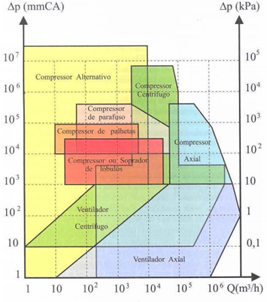 Δp (mmCA)
Δp (kPa)
10⁷
10⁶
10⁵
10⁴
10³
10²
10
1
10⁵
10⁴
10³
10²
10
1
0,1
Compressor Alternativo
Compressor
Centrífugo
Compressor
de parafuso
Compressor de palhetas
Compressor ou Soprador
de lóbulos
Compressor
Axial
Ventilador
Centrífugo
Ventilador Axial
1
10
10²
10³
10⁴
10⁵
10⁶
Q(m³/h)